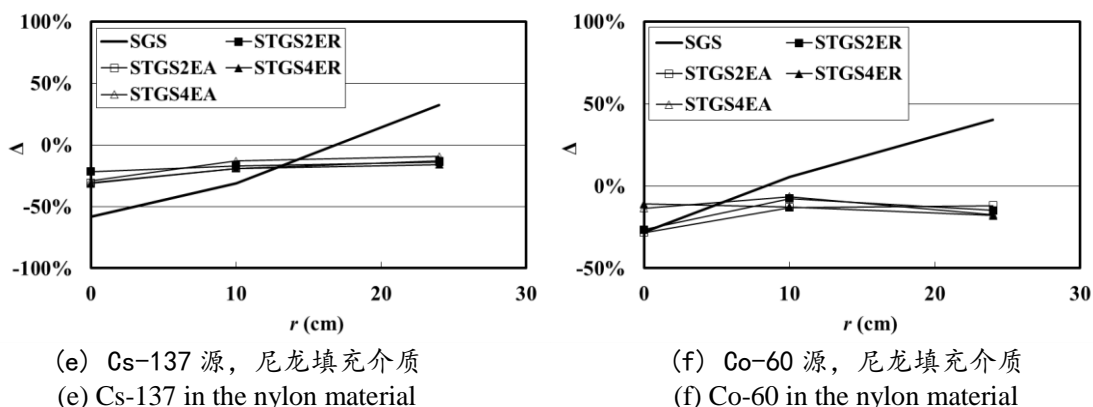 100%
50%
0%
-50%
-100%
Δ
SGS
STGS2ER
STGS2EA
STGS4ER
STGS4EA
0
10
20
30
r (cm)
(e) Cs-137 源，尼龙填充介质
(e) Cs-137 in the nylon material
100%
50%
0%
-50%
Δ
SGS
STGS2ER
STGS2EA
STGS4ER
STGS4EA
0
10
20
30
r (cm)
(f) Co-60 源，尼龙填充介质
(f) Co-60 in the nylon material